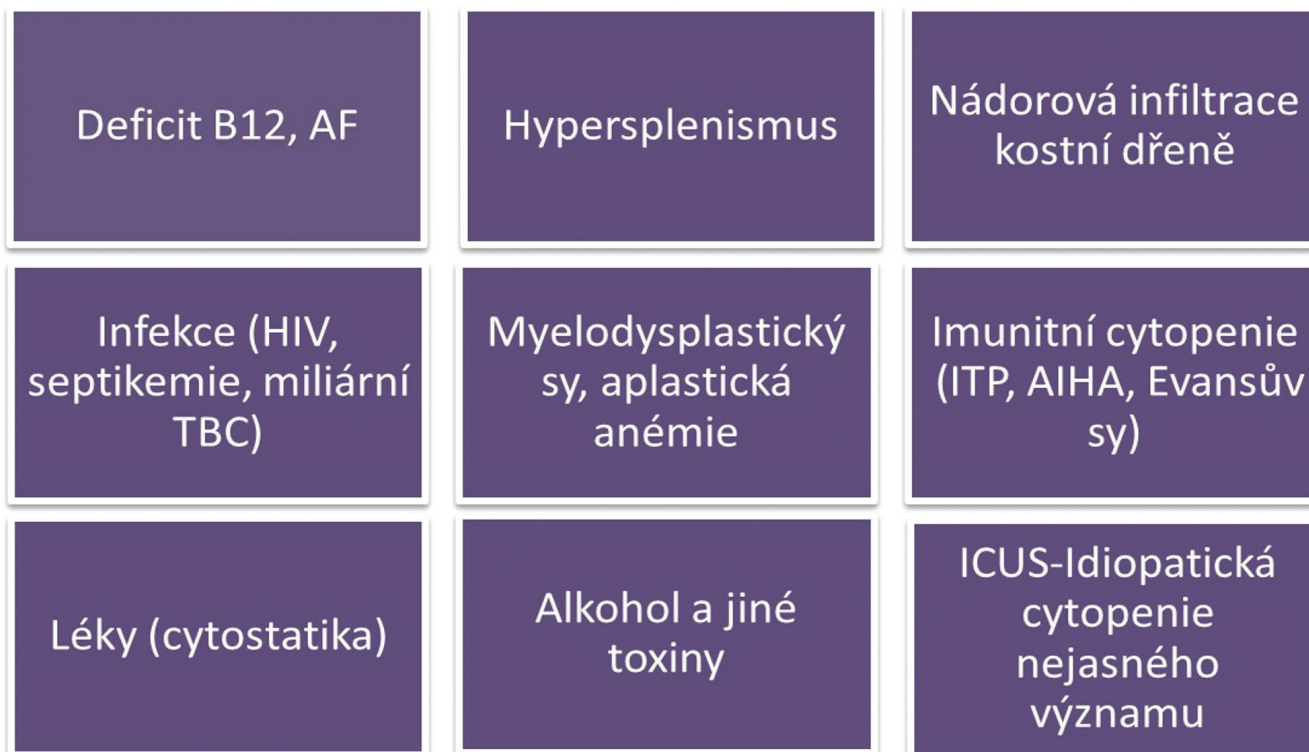 Deficit B12, AF
Hypersplenismus
Nádorová infiltrace
kostní dřeně
Infekce (HIV,
septikemie, miliární
TBC)
Myelodysplastický
sy, aplastická
anémie
Imunitní cytopenie
(ITP, AIHA, Evansův
sy)
Léky (cytostatika)
Alkohol a jiné
toxiny
ICUS-Idiopatická
cytopenie
nejasného
významu